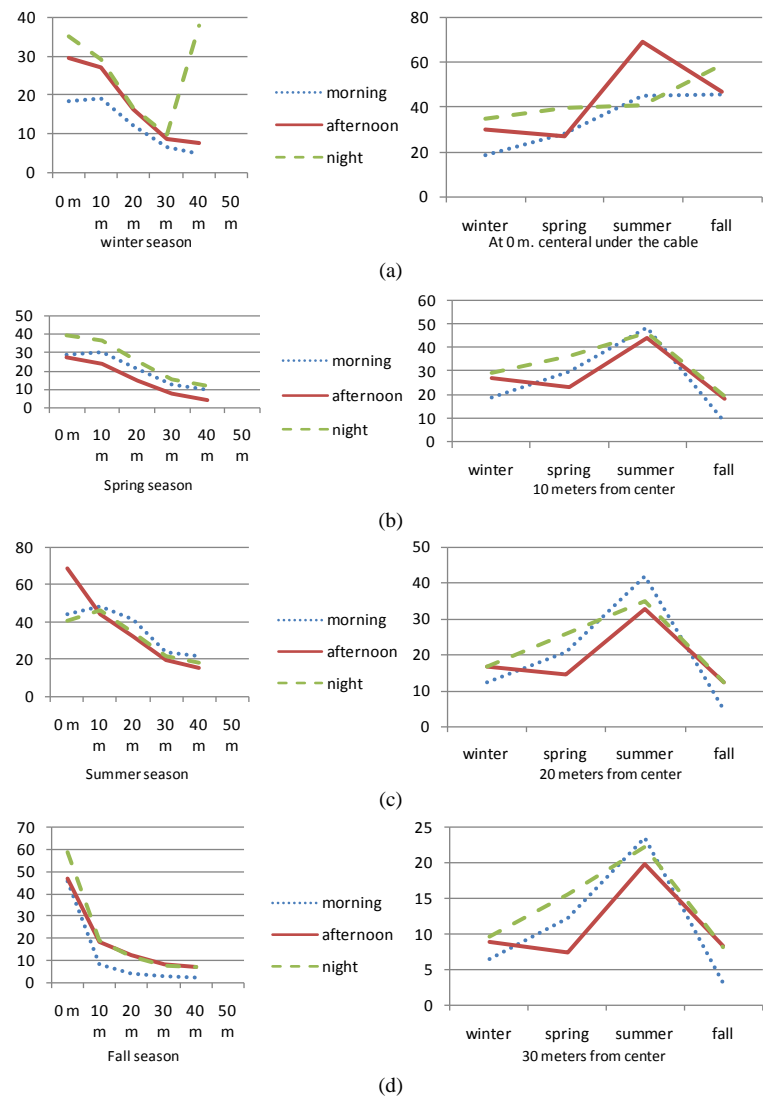 40
30
20
10
0
0 m 10 20 30 40 50
m m m m m
winter season
morning
afternoon
night
80
60
40
20
0
winter spring summer fall
At 0 m. centeral under the cable
(a)
50
40
30
20
10
0
0 m 10 20 30 40 50
m m m m m
Spring season
morning
afternoon
night
60
50
40
30
20
10
0
winter spring summer fall
10 meters from center
(b)
80
60
40
20
0
0 m 10 20 30 40 50
m m m m m
Summer season
morning
afternoon
night
50
40
30
20
10
0
winter spring summer fall
20 meters from center
(c)
70
60
50
40
30
20
10
0
0 m 10 20 30 40 50
m m m m m
Fall season
morning
afternoon
night
25
20
15
10
5
0
winter spring summer fall
30 meters from center
(d)